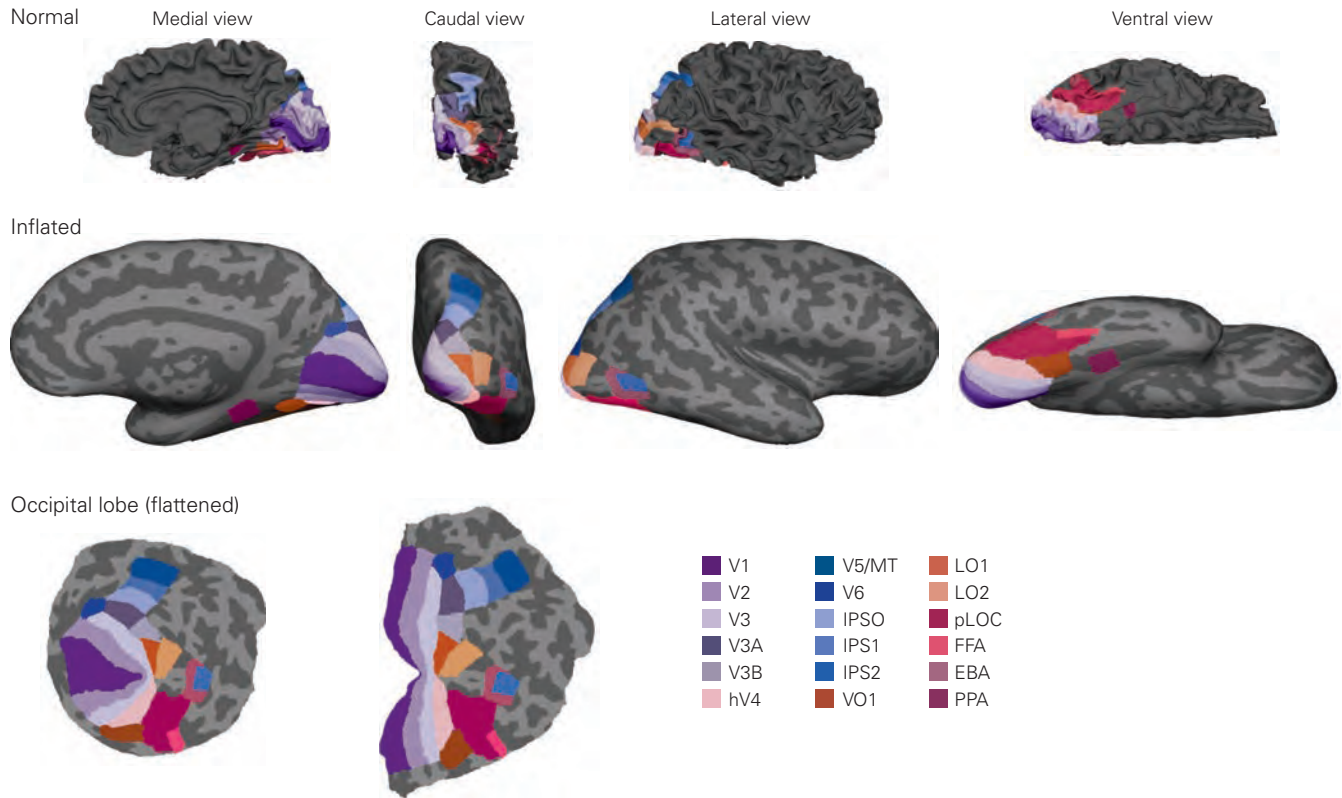 Normal
Medial view
Caudal view
Lateral view
Ventral view
Inflated
Occipital lobe (flattened)
V1
V2
V3
V3A
V3B
hV4
V5/MT
V6
IPSO
IPS1
IPS2
VO1
LO1
LO2
pLOC
FFA
EBA
PPA